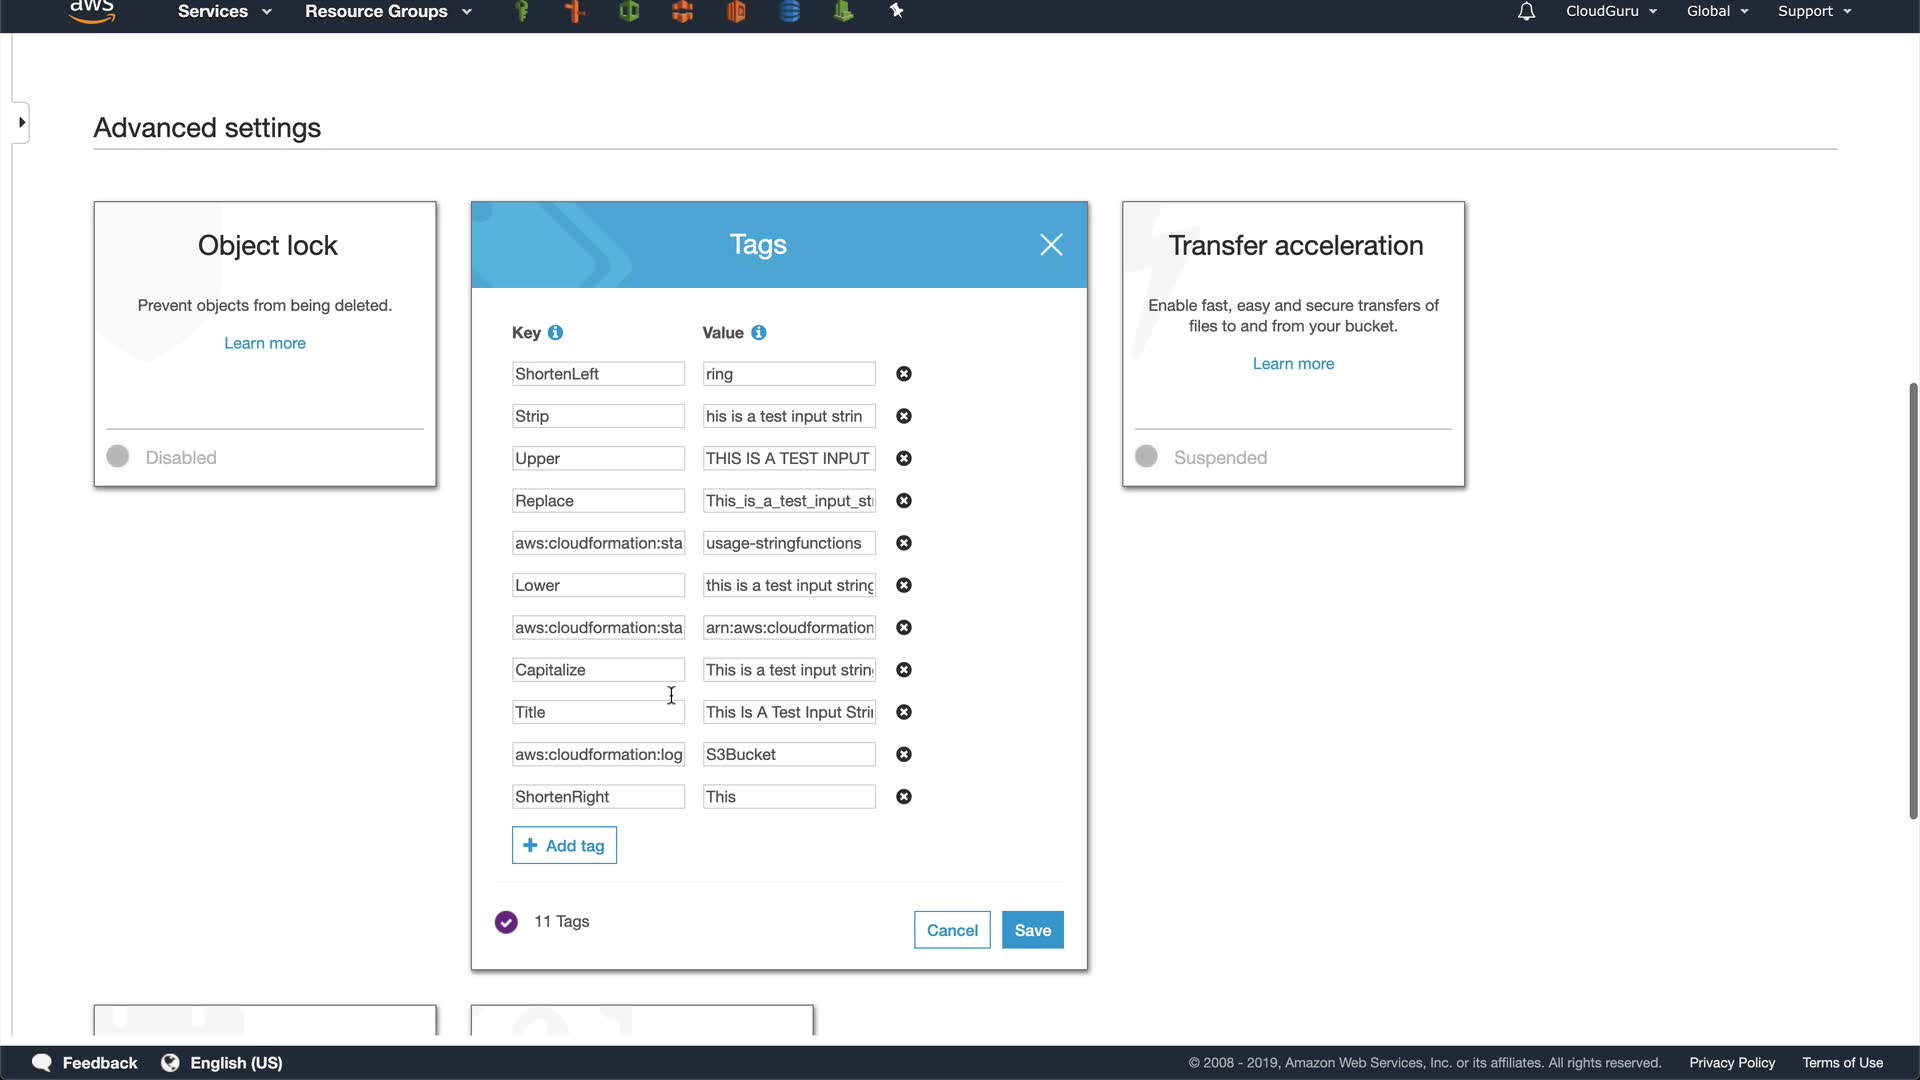 aws
Services
Resource Groups
CloudGuru
Global
Support
Advanced settings
Object lock
Prevent objects from being deleted.
Learn more
Disabled
Tags
Key
Value
ShortenLeft
ring
Strip
his is a test input strin
Upper
THIS IS A TEST INPUT
Replace
This_is_a_test_input_st
aws:cloudformation:sta
usage-stringfunctions
Lower
this is a test input string
aws:cloudformation:sta
arn:aws:cloudformation
Capitalize
This is a test input strin
Title
This Is A Test Input Stri
aws:cloudformation:log
S3Bucket
ShortenRight
This
Add tag
11 Tags
Cancel
Save
Transfer acceleration
Enable fast, easy and secure transfers of
files to and from your bucket.
Learn more
Suspended
Feedback
English (US)
© 2008 - 2019, Amazon Web Services, Inc. or its affiliates. All rights reserved.
Privacy Policy
Terms of Use